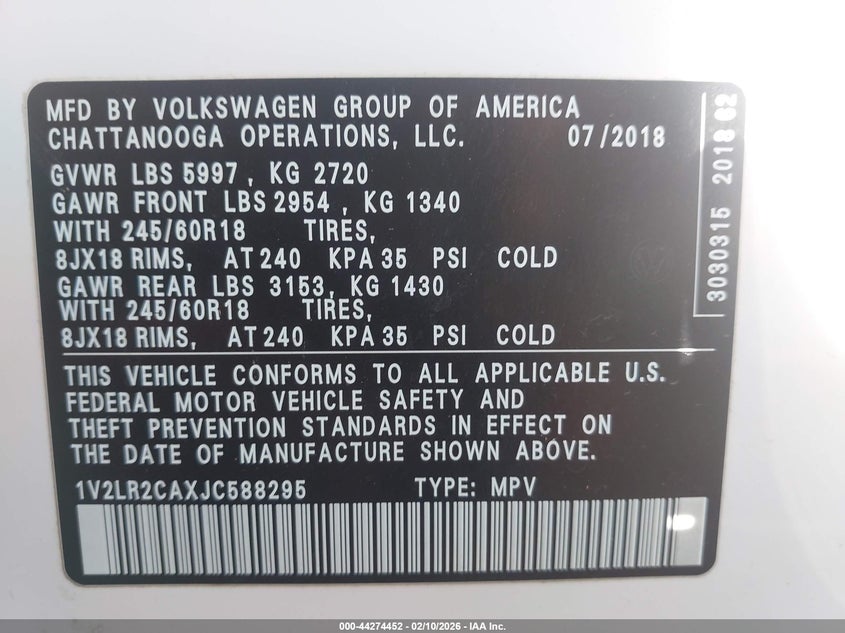 MFD BY VOLKSWAGEN GROUP OF AMERICA
CHATTANOOGA OPERATIONS, LLC. 07/2018
GVWR LBS 5997, KG 2720
GAWR FRONT LBS 2954, KG 1340
WITH 245/60R18 TIRES,
8JX18 RIMS, AT 240 KPA 35 PSI COLD
GAWR REAR LBS 3153, KG 1430
WITH 245/60R18 TIRES,
8JX18 RIMS, AT 240 KPA 35 PSI COLD
THIS VEHICLE CONFORMS TO ALL APPLICABLE U.S.
FEDERAL MOTOR VEHICLE SAFETY AND
THEFT PREVENTION STANDARDS IN EFFECT ON
THE DATE OF MANUFACTURE SHOWN ABOVE.
1V2LR2CAXJC588295 TYPE: MPV
3030315 2018 62
000-44274452 - 02/10/2026 - IAA Inc.